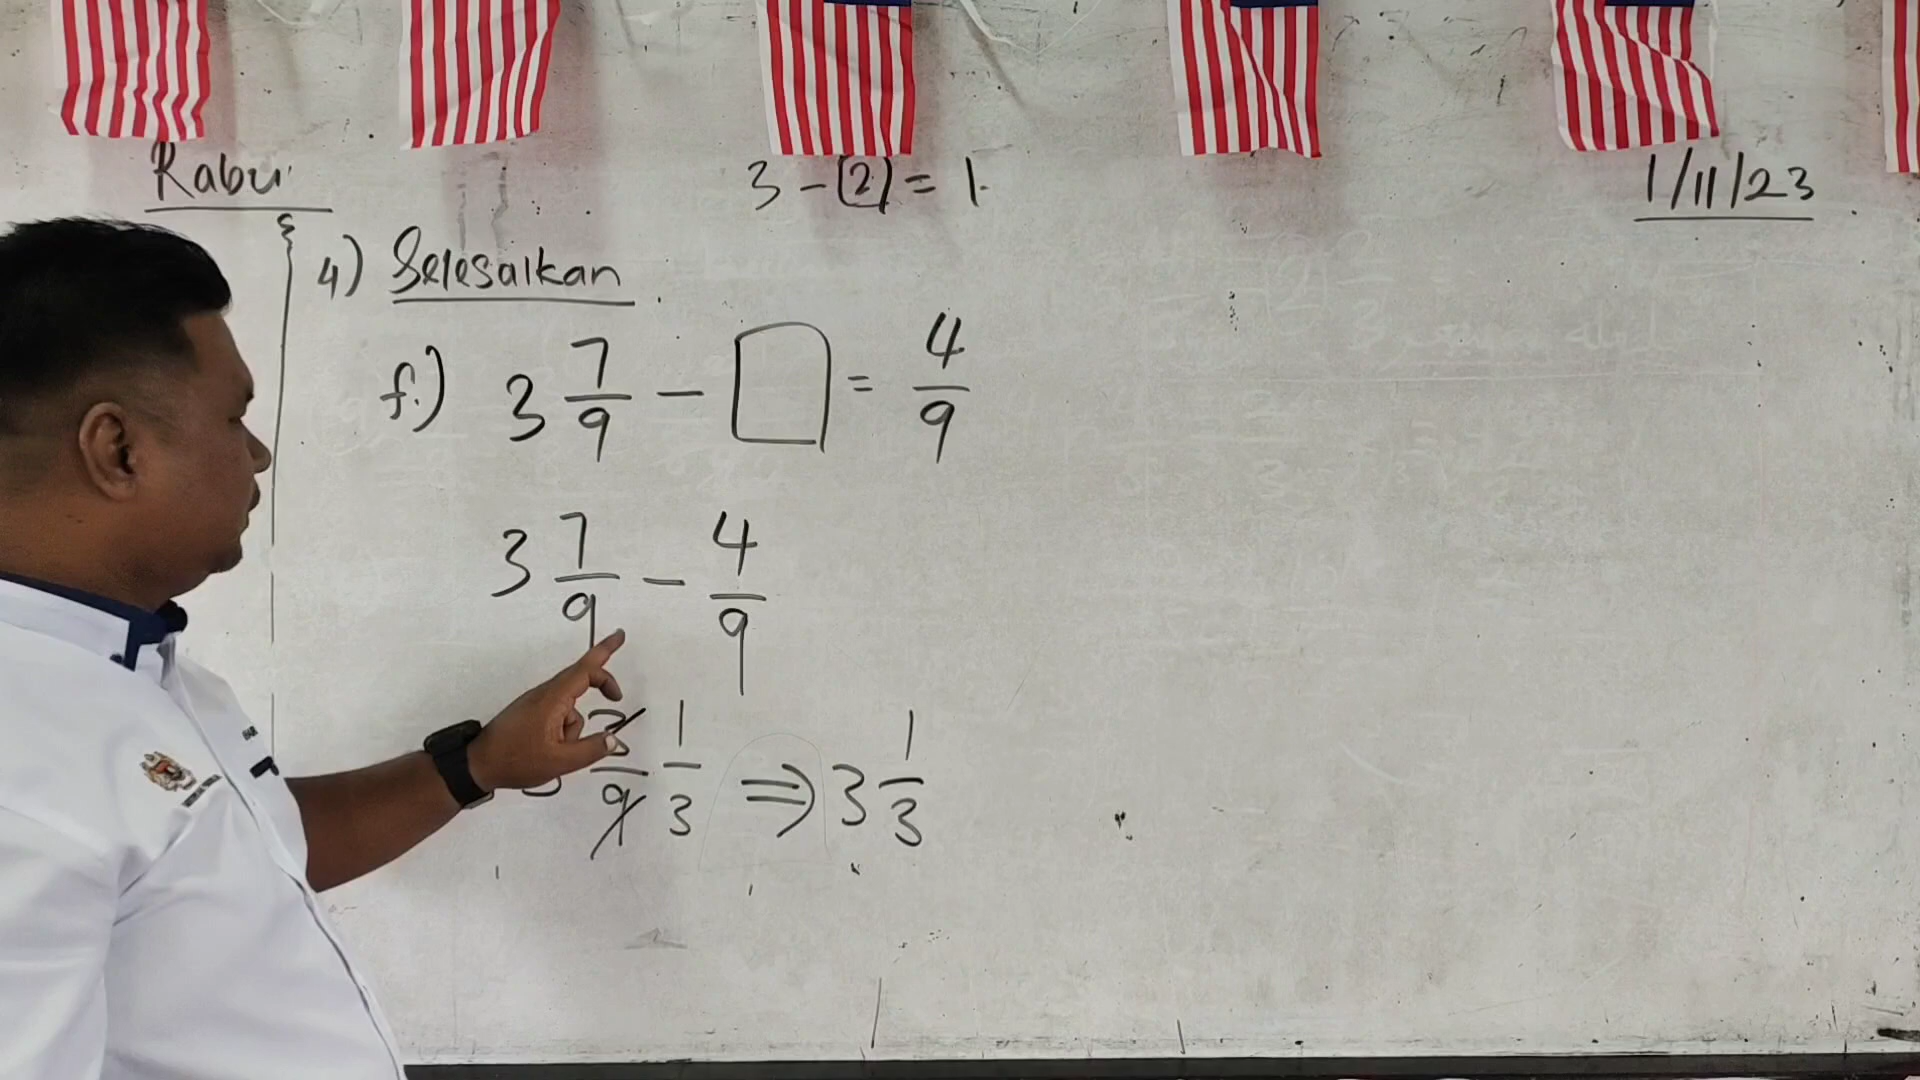 Rabu
3 - 2 = 1.
1/11/23
4) Selesaikan
f.) 3 7/9 - □ = 4/9
3 7/9 - 4/9
3 3/9 1/3 ⇒ 3 1/3